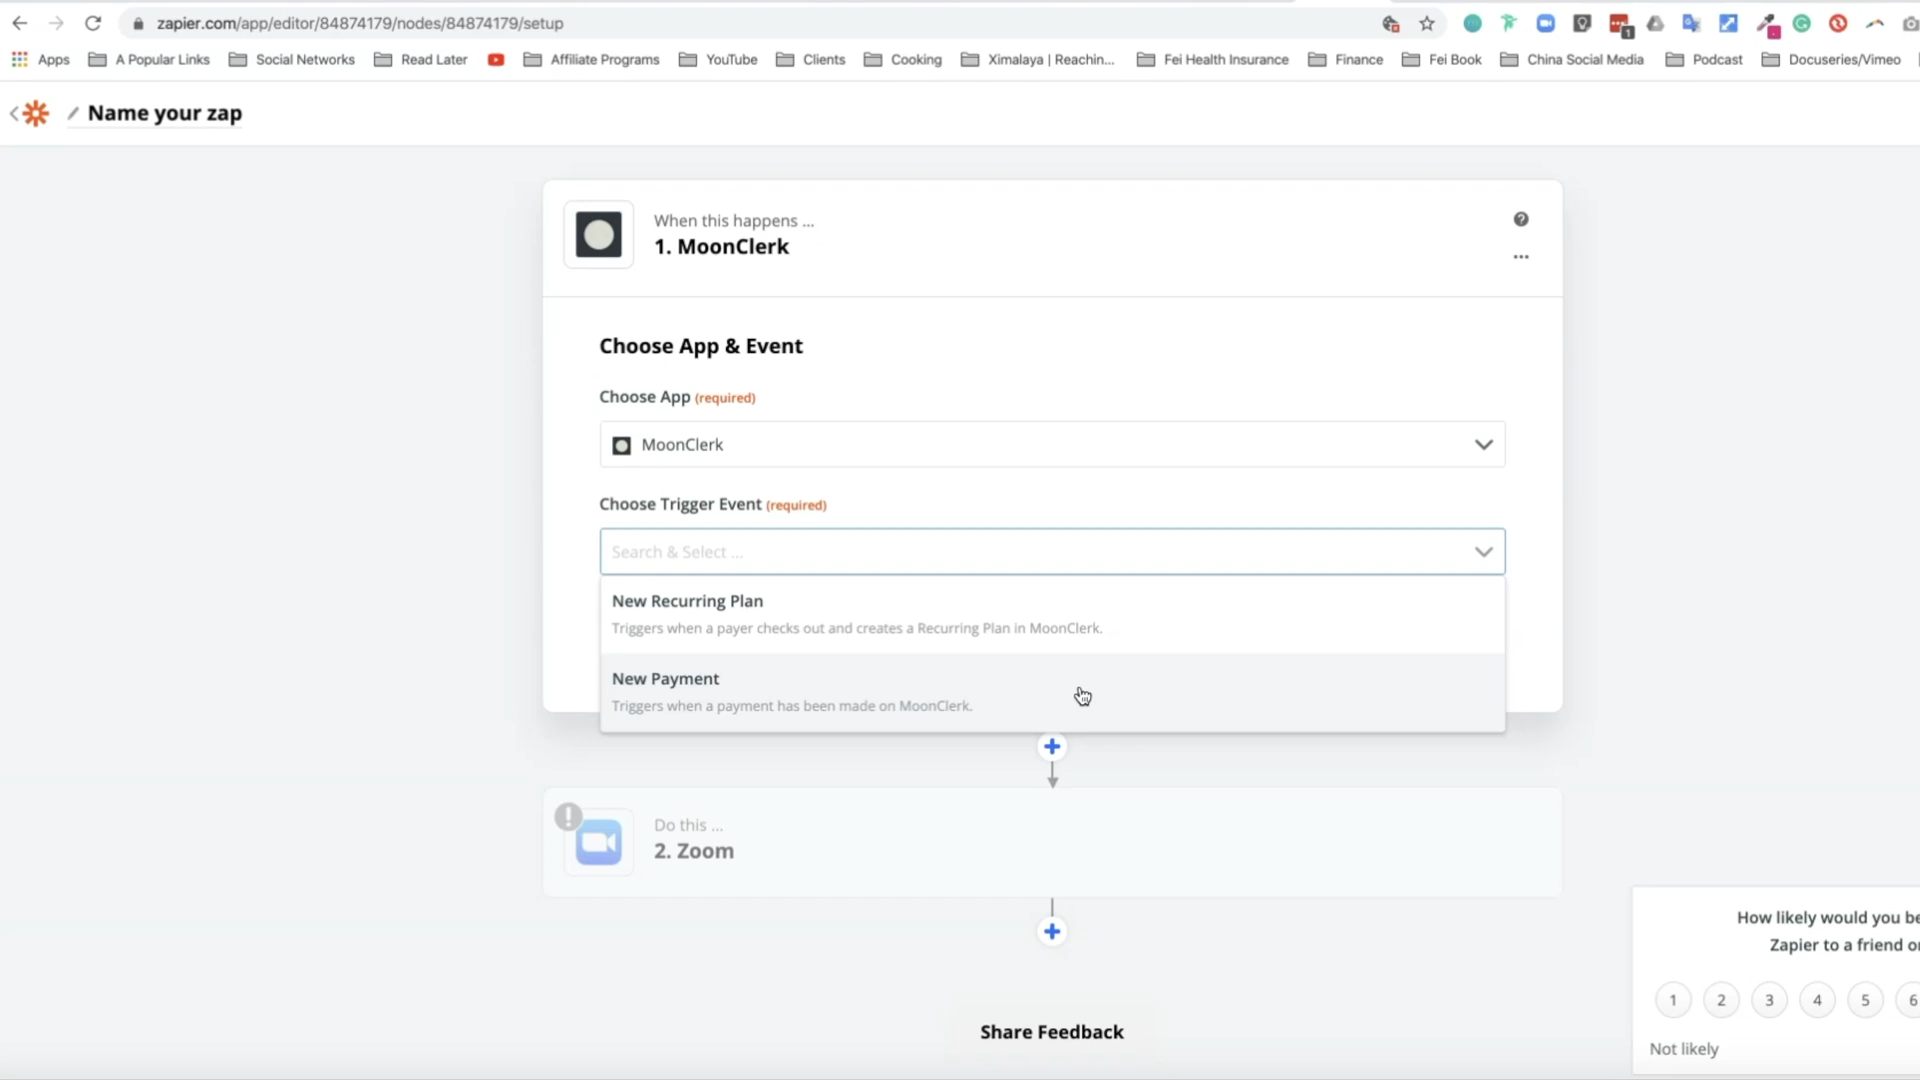 zapier.com/app/editor/84874179/nodes/84874179/setup
1
Apps A Popular Links Social Networks Read Later Affiliate Programs YouTube Clients Cooking Ximalaya | Reachin... Fei Health Insurance Finance Fei Book China Social Media Podcast Docuseries/Vimeo
Name your zap
When this happens ...
1. MoonClerk
Choose App & Event
Choose App (required)
MoonClerk
Choose Trigger Event (required)
Search & Select ...
New Recurring Plan
Triggers when a payer checks out and creates a Recurring Plan in MoonClerk.
New Payment
Triggers when a payment has been made on MoonClerk.
Do this ...
2. Zoom
How likely would you be
Zapier to a friend o
1 2 3 4 5 6
Not likely
Share Feedback